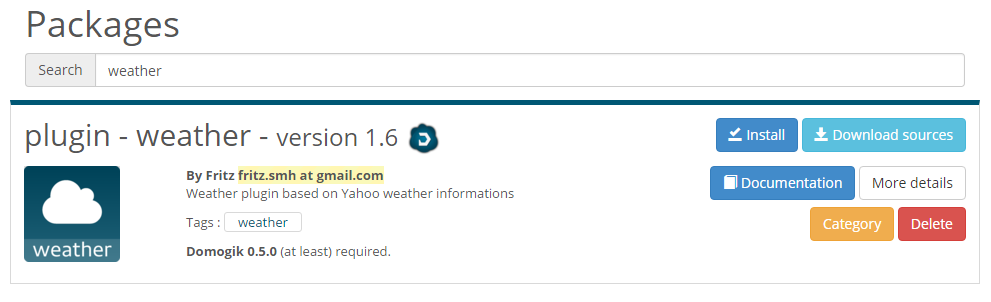 Packages
Search weather
plugin - weather - version 1.6
Install Download sources
weather
By Fritz fritz.smh at gmail.com
Weather plugin based on Yahoo weather informations
Tags : weather
Domogik 0.5.0 (at least) required.
Documentation More details
Category Delete